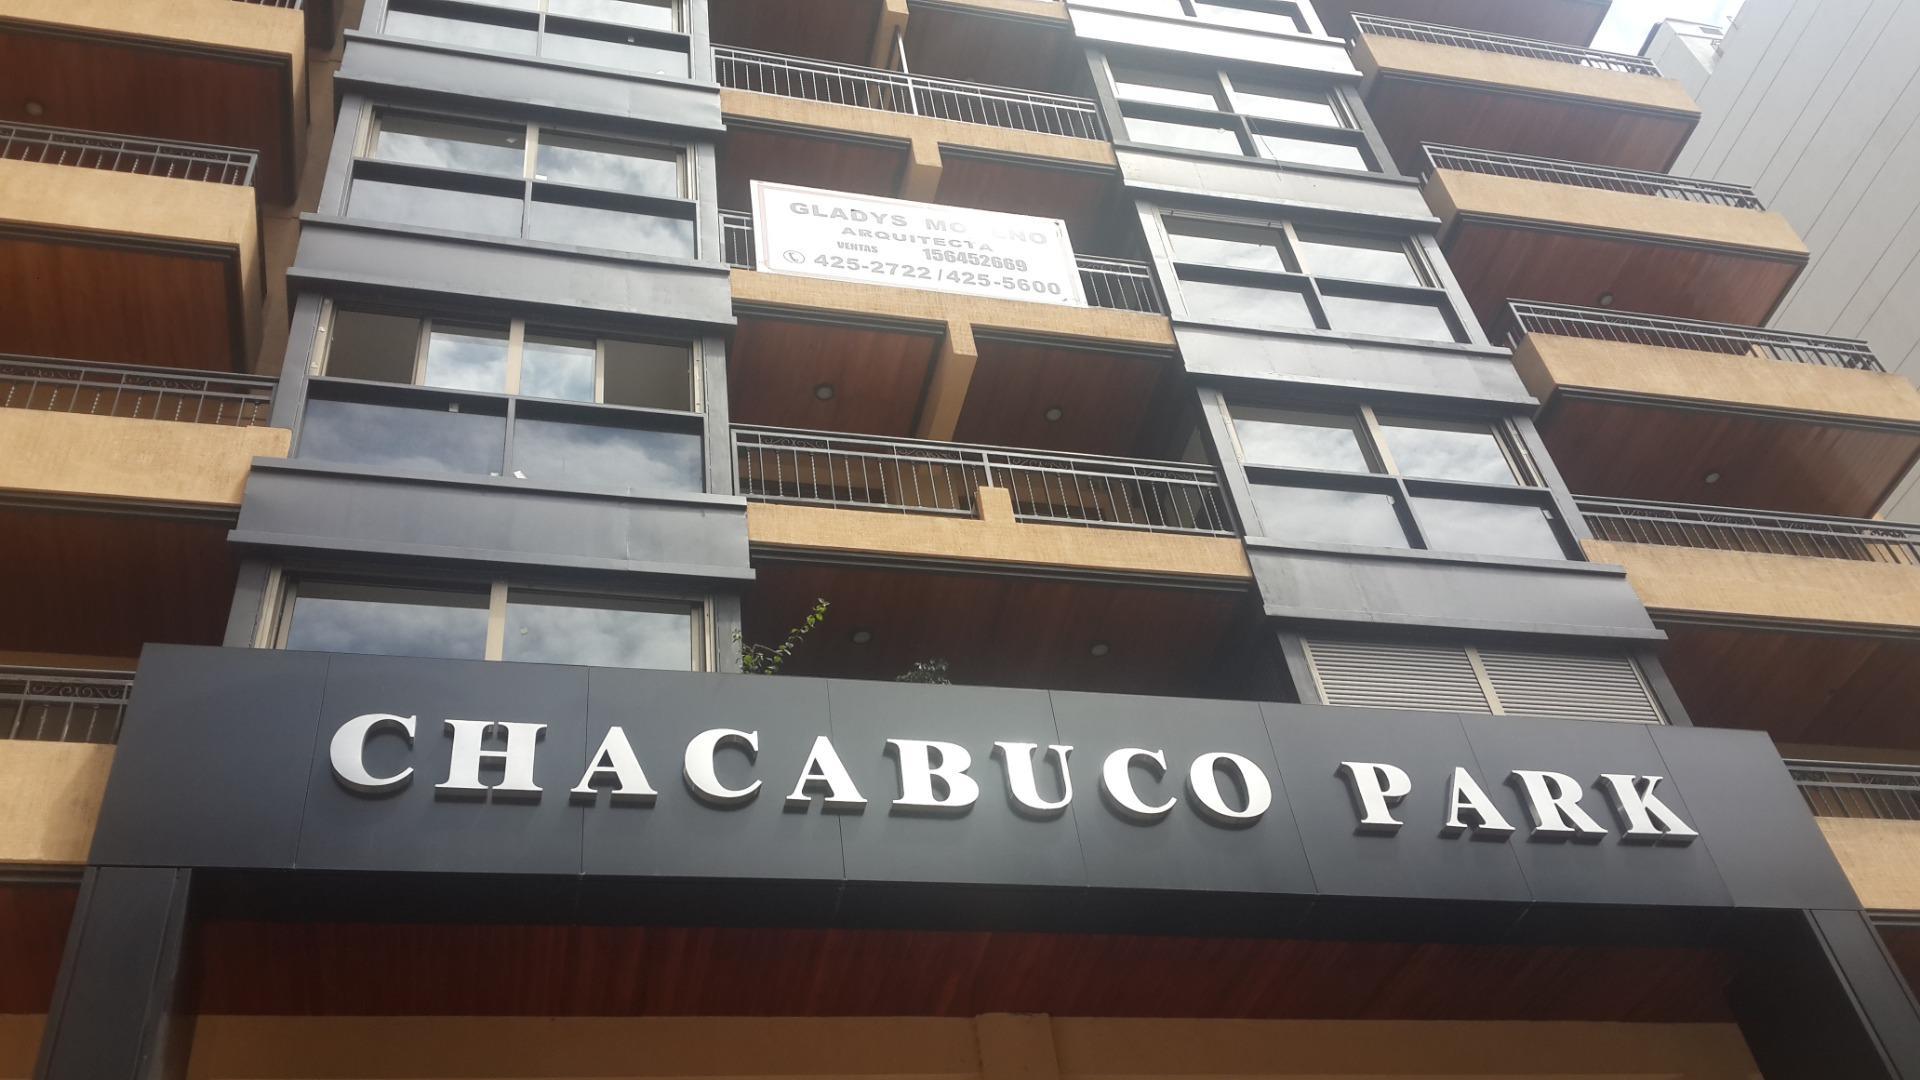 GLADYS
ARQUITECTA
VENTAS 156452669
425-2722 / 425-5600
CHACABUCO PARK